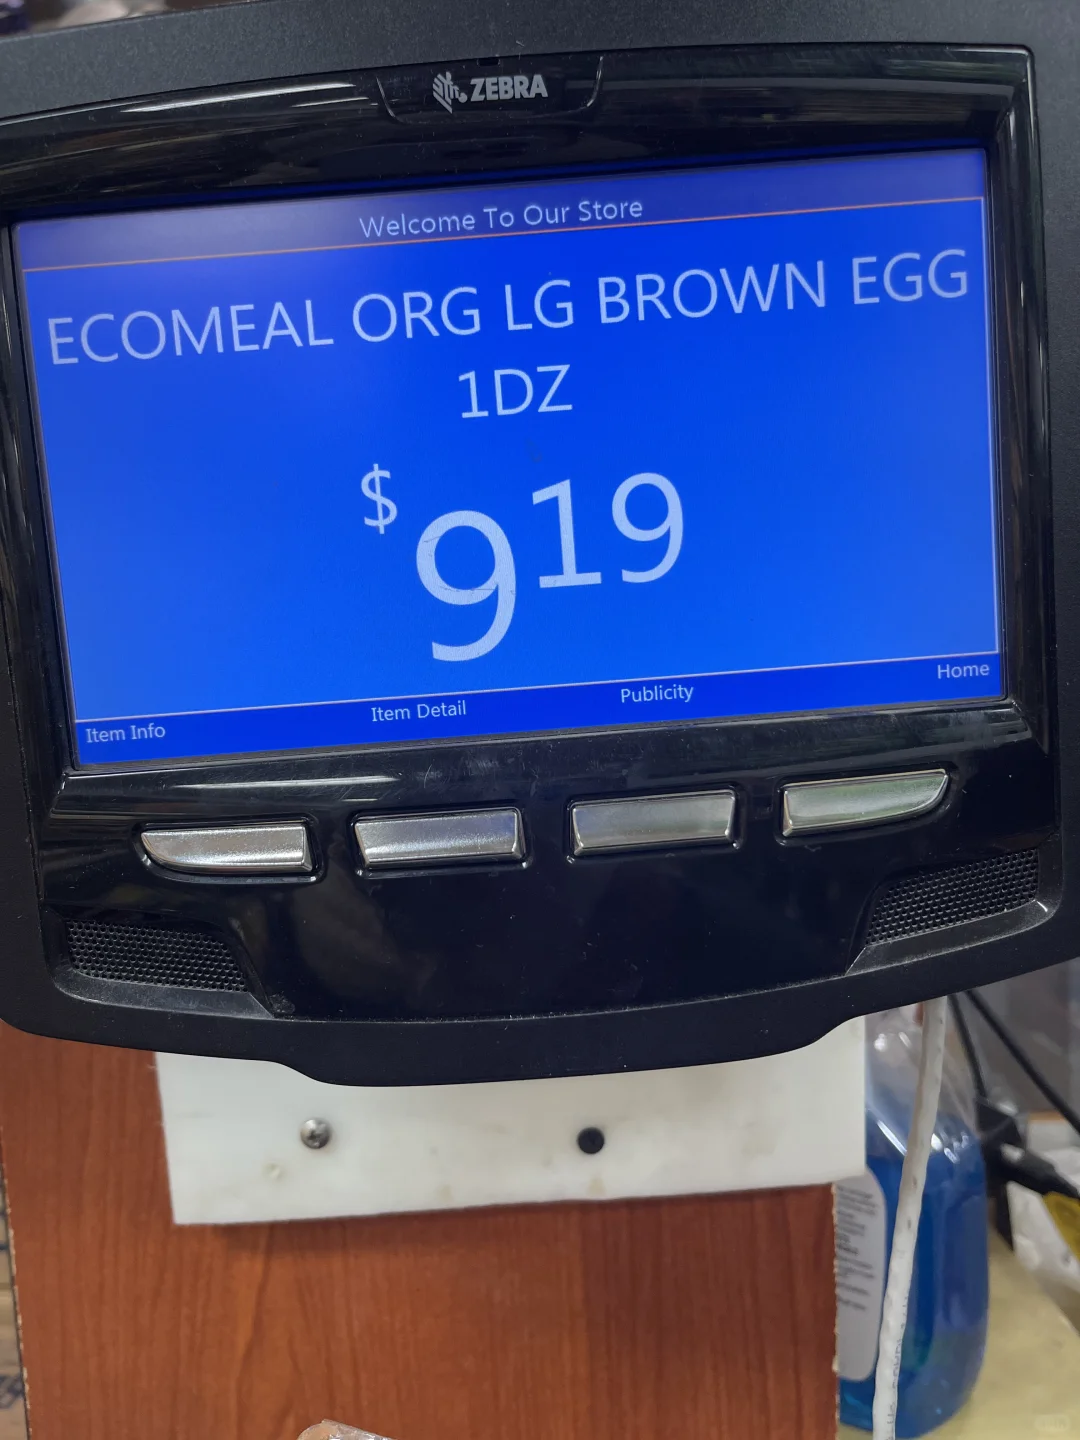 ZEBRA
Welcome To Our Store
ECOMEAL ORG LG BROWN EGG
1DZ
$919
Item Info
Item Detail
Publicity
Home